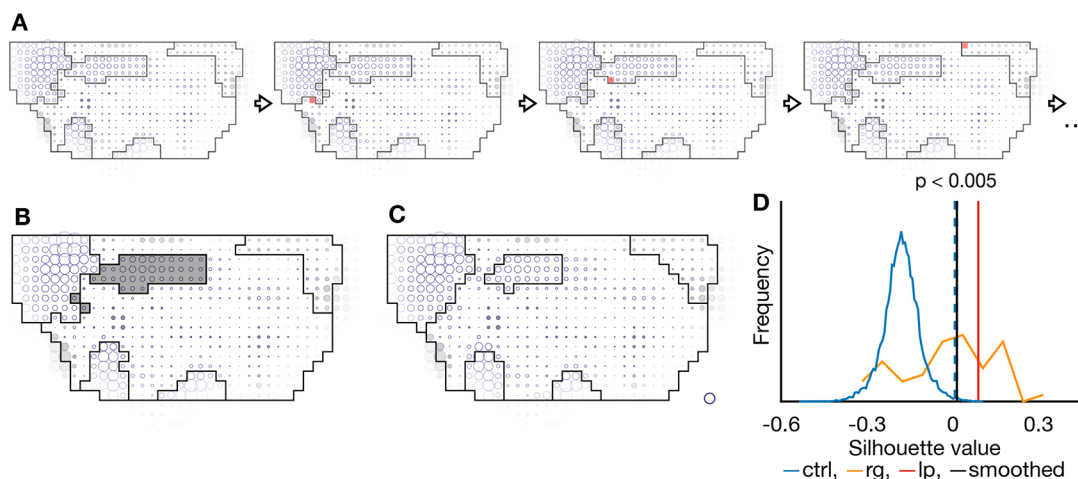 A
..
p < 0.005
B
C
D
Frequency
-0.6
-0.3
0
0.3
Silhouette value
ctrl, rg, lp, smoothed